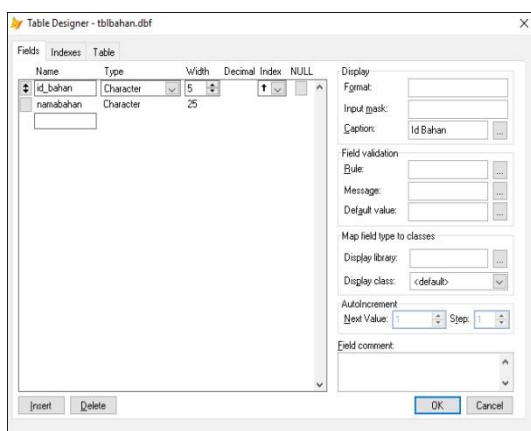 Table Designer - tblbahan.dbf
Fields Indexes Table
Name Type Width Decimal Index NULL
id_bahan Character 5
namabahan Character 25
Display
Format:
Input mask:
Caption: Id Bahan ...
Field validation
Rule: ...
Message: ...
Default value: ...
Map field type to classes
Display library: ...
Display class: <default>
AutoIncrement
Next Value: 1 Step: 1
Field comment:
Insert Delete OK Cancel